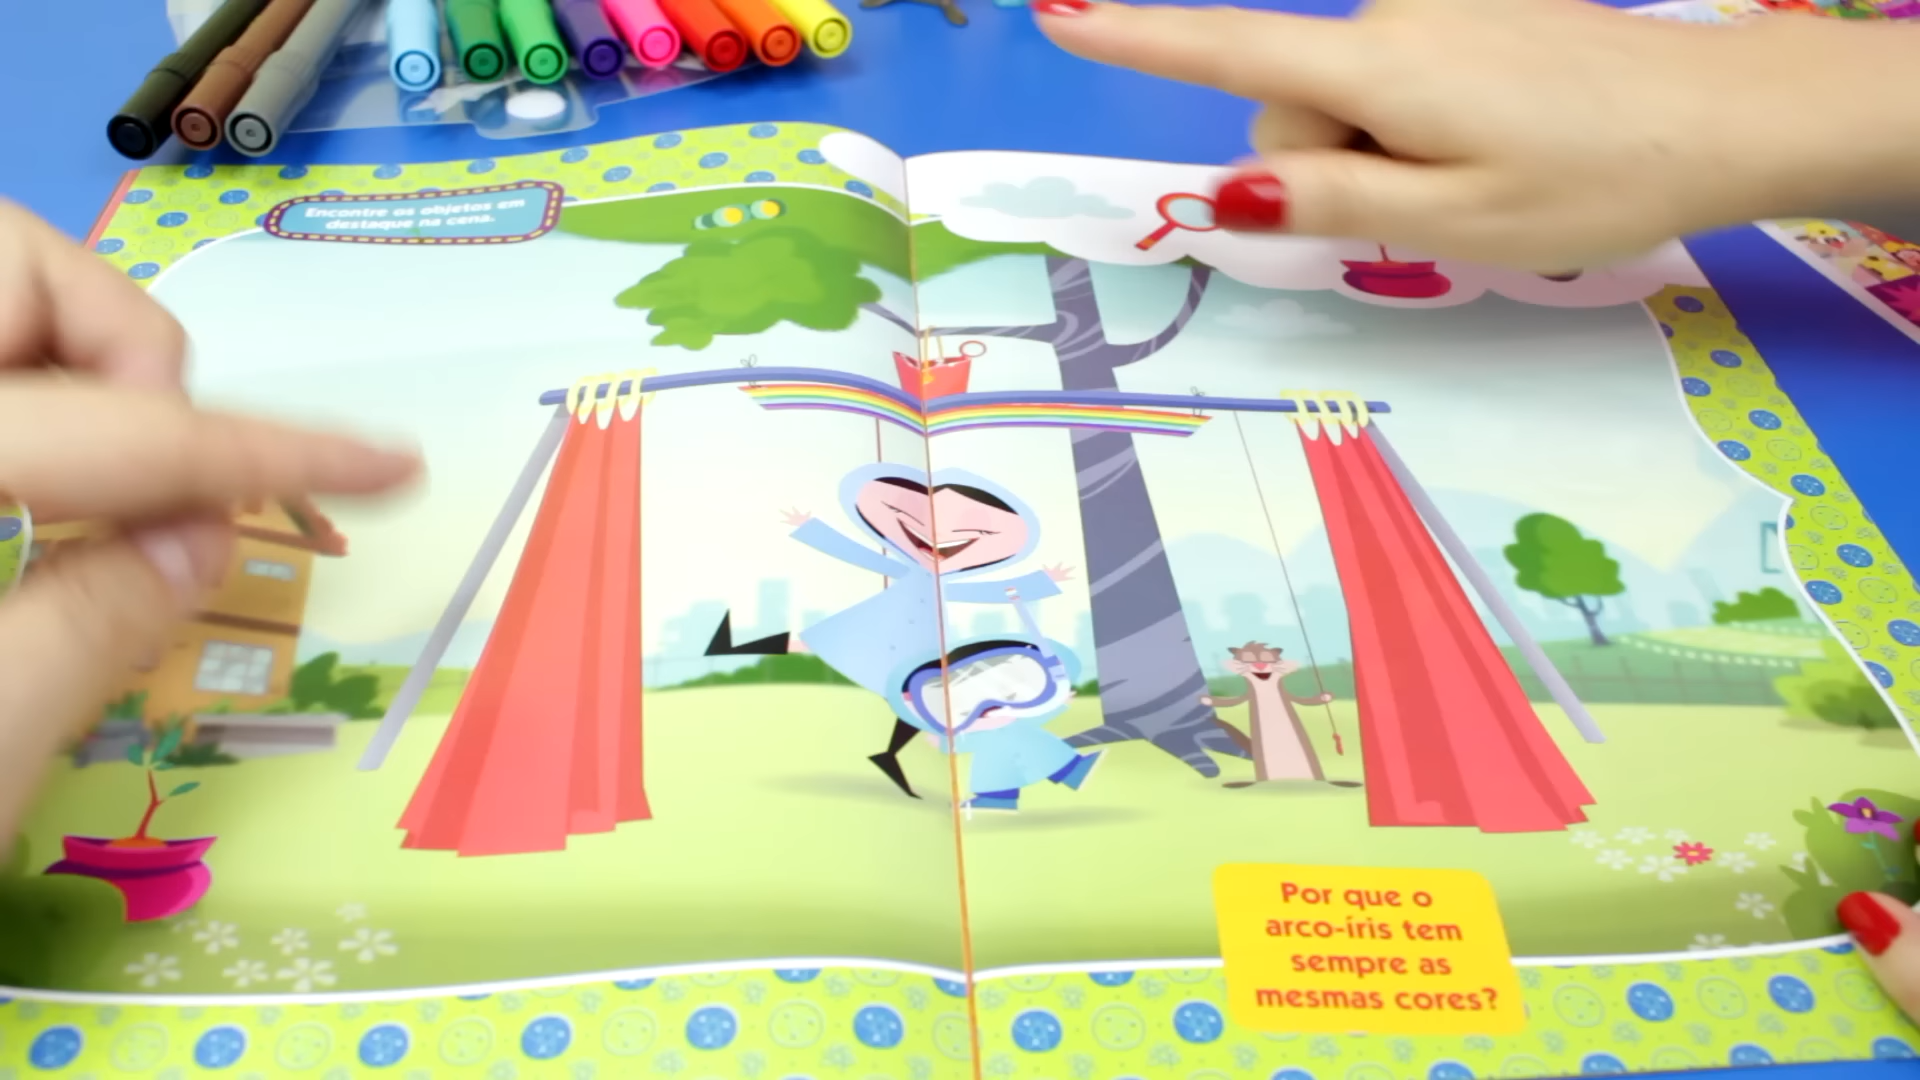 Encontre os objetos em
destaque na cena.
Por que o
arco-íris tem
sempre as
mesmas cores?